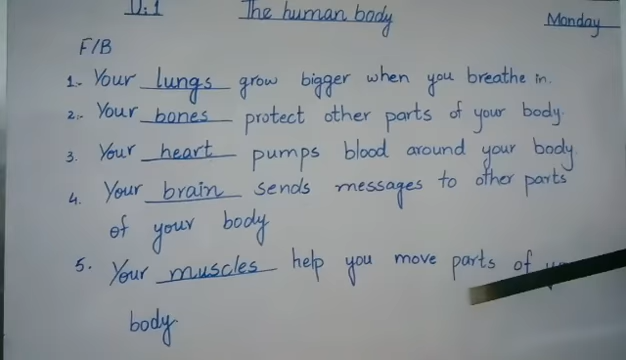 U.1 The human body Monday
F/B
1. Your lungs grow bigger when you breathe in.
2. Your bones protect other parts of your body.
3. Your heart pumps blood around your body.
4. Your brain sends messages to other parts
of your body
5. Your muscles help you move parts of
body.